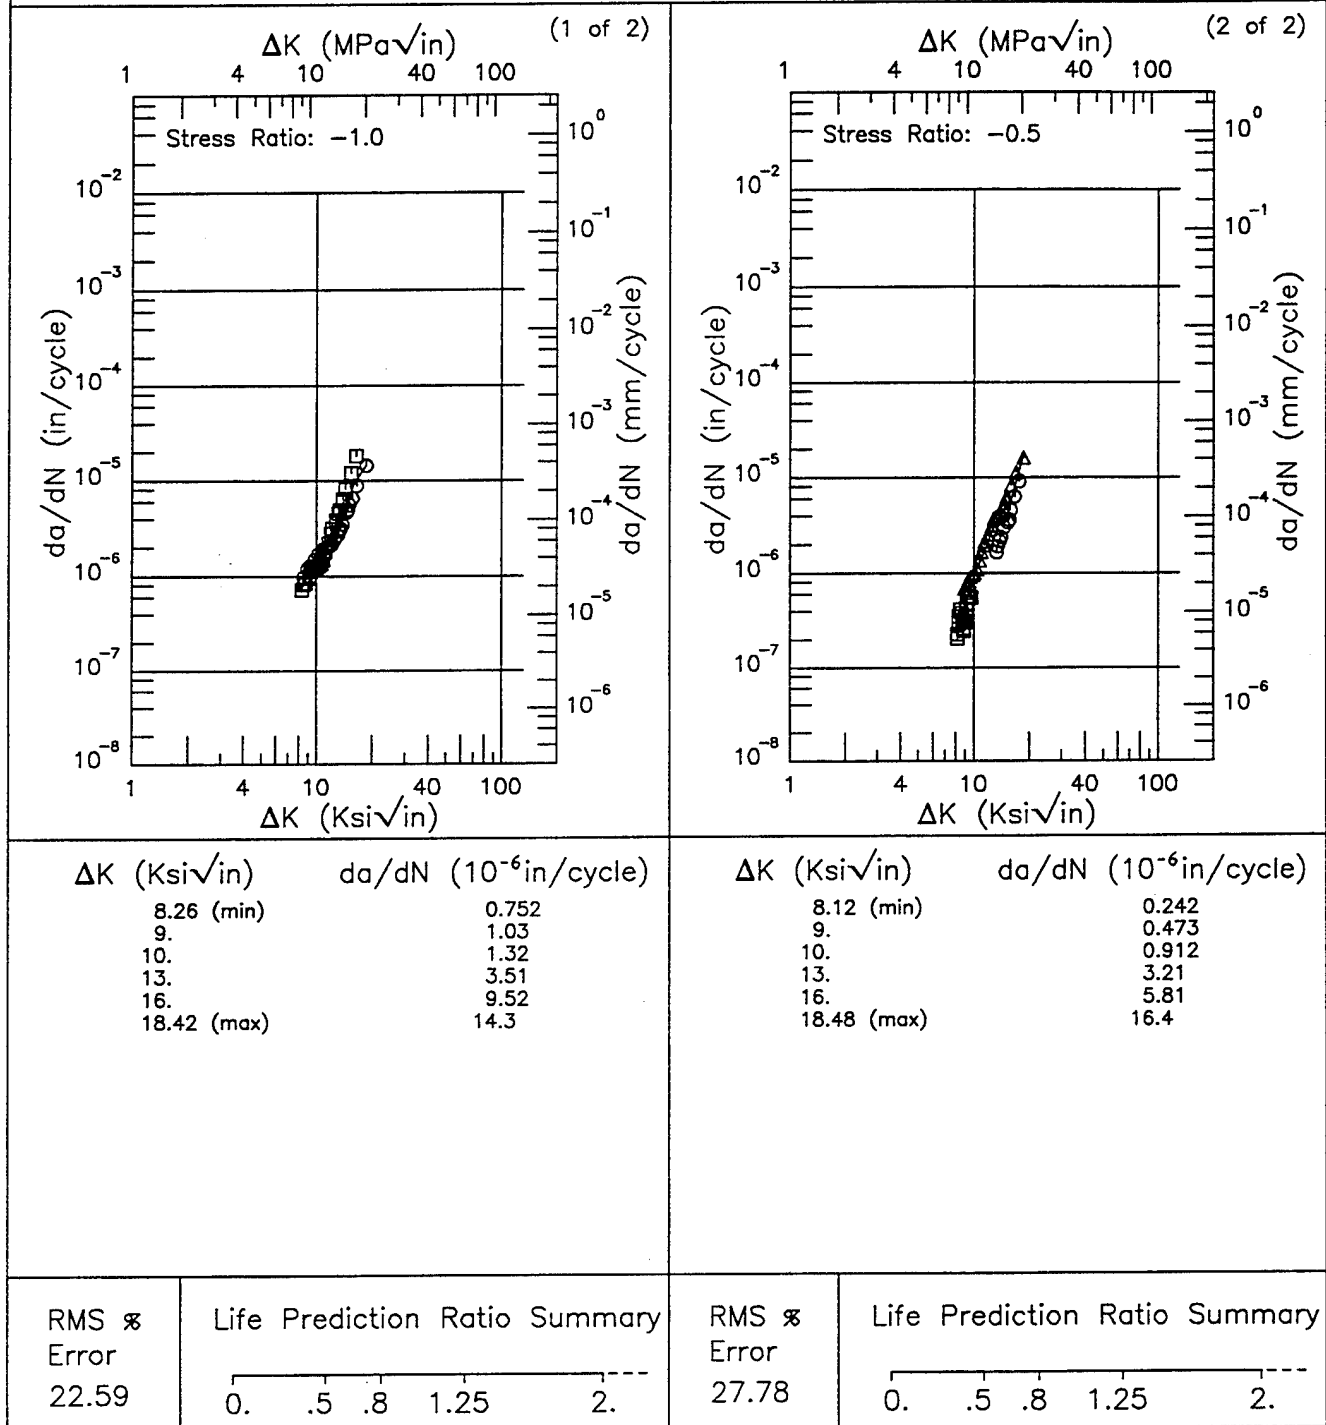 (1 of 2)
ΔK (MPa√in)
1 4 10 40 100
Stress Ratio: −1.0
da/dN (in/cycle)
10⁻²
10⁻³
10⁻⁴
10⁻⁵
10⁻⁶
10⁻⁷
10⁻⁸
10⁰
10⁻¹
10⁻²
10⁻³
10⁻⁴
10⁻⁵
10⁻⁶
da/dN (mm/cycle)
1 4 10 40 100
ΔK (Ksi√in)
ΔK (Ksi√in) da/dN (10⁻⁶in/cycle)
8.26 (min) 0.752
9. 1.03
10. 1.32
13. 3.51
16. 9.52
18.42 (max) 14.3
RMS %
Error
22.59
Life Prediction Ratio Summary
0. .5 .8 1.25 2.
(2 of 2)
ΔK (MPa√in)
1 4 10 40 100
Stress Ratio: −0.5
da/dN (in/cycle)
10⁻²
10⁻³
10⁻⁴
10⁻⁵
10⁻⁶
10⁻⁷
10⁻⁸
10⁰
10⁻¹
10⁻²
10⁻³
10⁻⁴
10⁻⁵
10⁻⁶
da/dN (mm/cycle)
1 4 10 40 100
ΔK (Ksi√in)
ΔK (Ksi√in) da/dN (10⁻⁶in/cycle)
8.12 (min) 0.242
9. 0.473
10. 0.912
13. 3.21
16. 5.81
18.48 (max) 16.4
RMS %
Error
27.78
Life Prediction Ratio Summary
0. .5 .8 1.25 2.